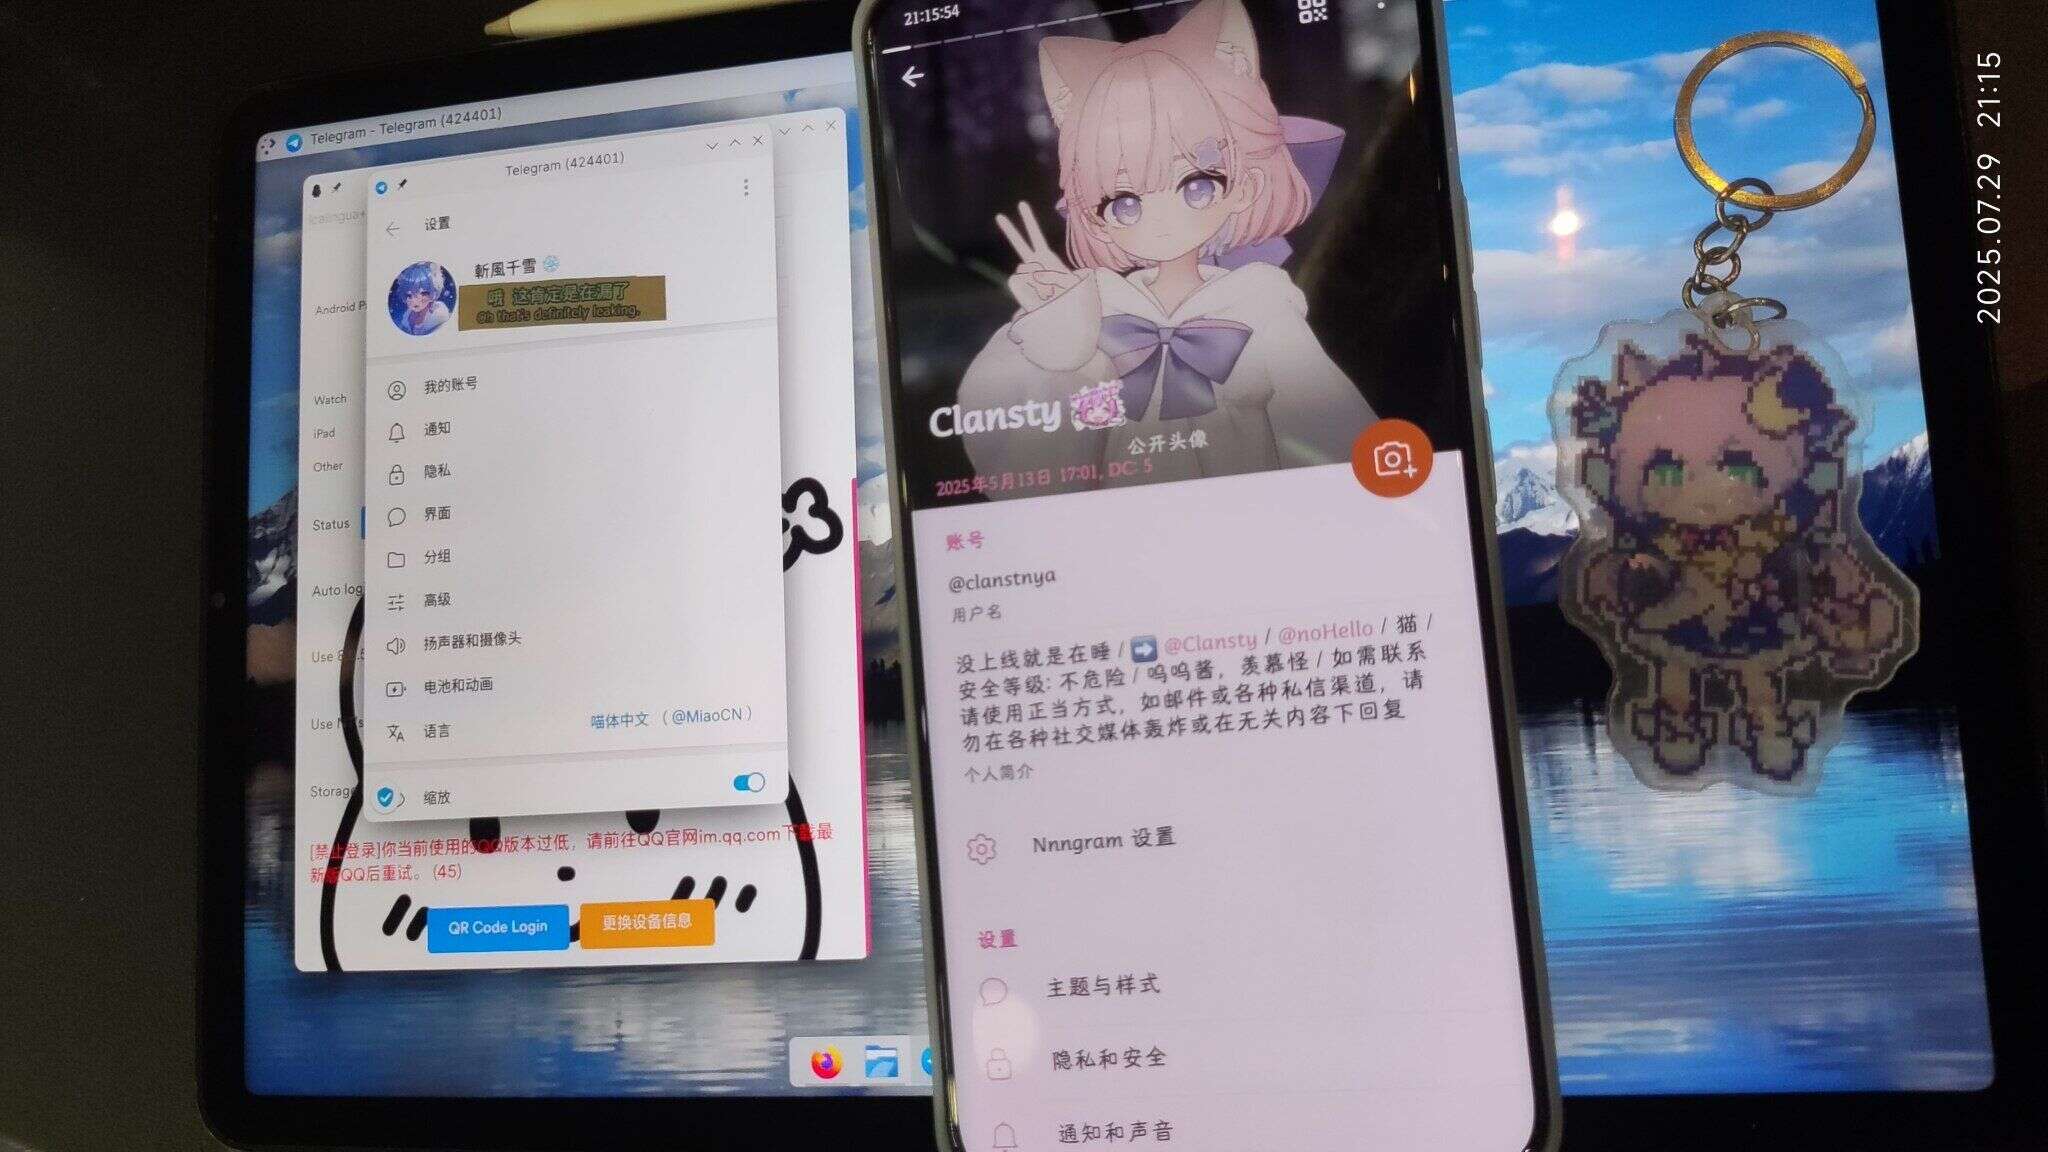 Telegram - Telegram (424401)
Telegram (424401)
设置
斬風千雪
哦 这肯定是在漏了
Oh that's definitely leaking.
Android P
我的账号
Watch
通知
iPad
Other
隐私
Status
界面
分组
Auto log
高级
Use 8
扬声器和摄像头
电池和动画
Use N
语言
喵体中文 （@MiaoCN）
Storage
缩放
[禁止登录]你当前使用的QQ版本过低，请前往QQ官网im.qq.com下载最
新版QQ后重试。 (45)
QR Code Login
更换设备信息
21:15:54
Clansty
公开头像
2025年5月13日 17:01, DC: 5
账号
@clanstnya
用户名
没上线就是在睡 / ➡ @Clansty / @noHello / 猫 /
安全等级: 不危险 / 呜呜酱，羡慕怪 / 如需联系
请使用正当方式，如邮件或各种私信渠道，请
勿在各种社交媒体轰炸或在无关内容下回复
个人简介
Nnngram 设置
设置
主题与样式
隐私和安全
通知和声音
2025.07.29 21:15